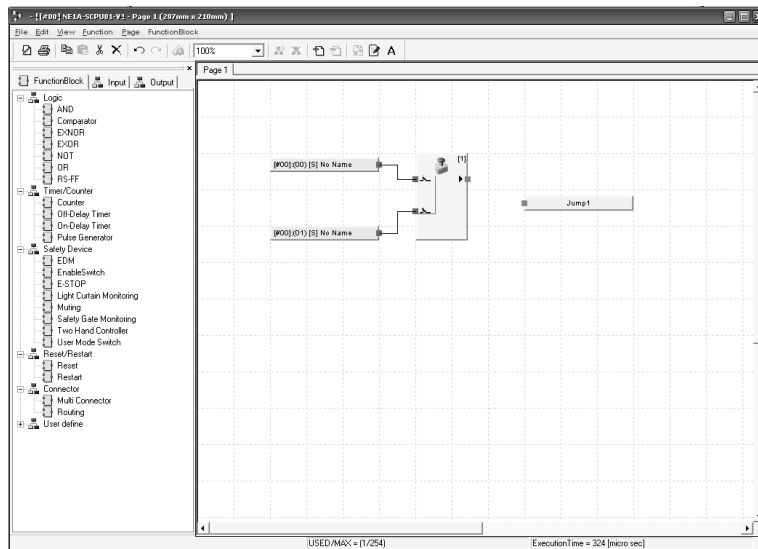 - [[#00] NE1A-SCPU01-V1 - Page 1 (297mm x 210mm) ]
File Edit View Function Page FunctionBlock
100%
A
FunctionBlock Input Output
Page 1
Logic
AND
Comparator
EXNOR
EXOR
NOT
OR
RS-FF
Timer/Counter
Counter
Off-Delay Timer
On-Delay Timer
Pulse Generator
Safety Device
EDM
EnableSwitch
E-STOP
Light Curtain Monitoring
Muting
Safety Gate Monitoring
Two Hand Controller
User Mode Switch
Reset/Restart
Reset
Restart
Connector
Multi Connector
Routing
User define
[#00]:(00) [S] No Name
[1]
Jump1
[#00]:(01) [S] No Name
USED/MAX = (1/254)
ExecutionTime = 324 [micro sec]